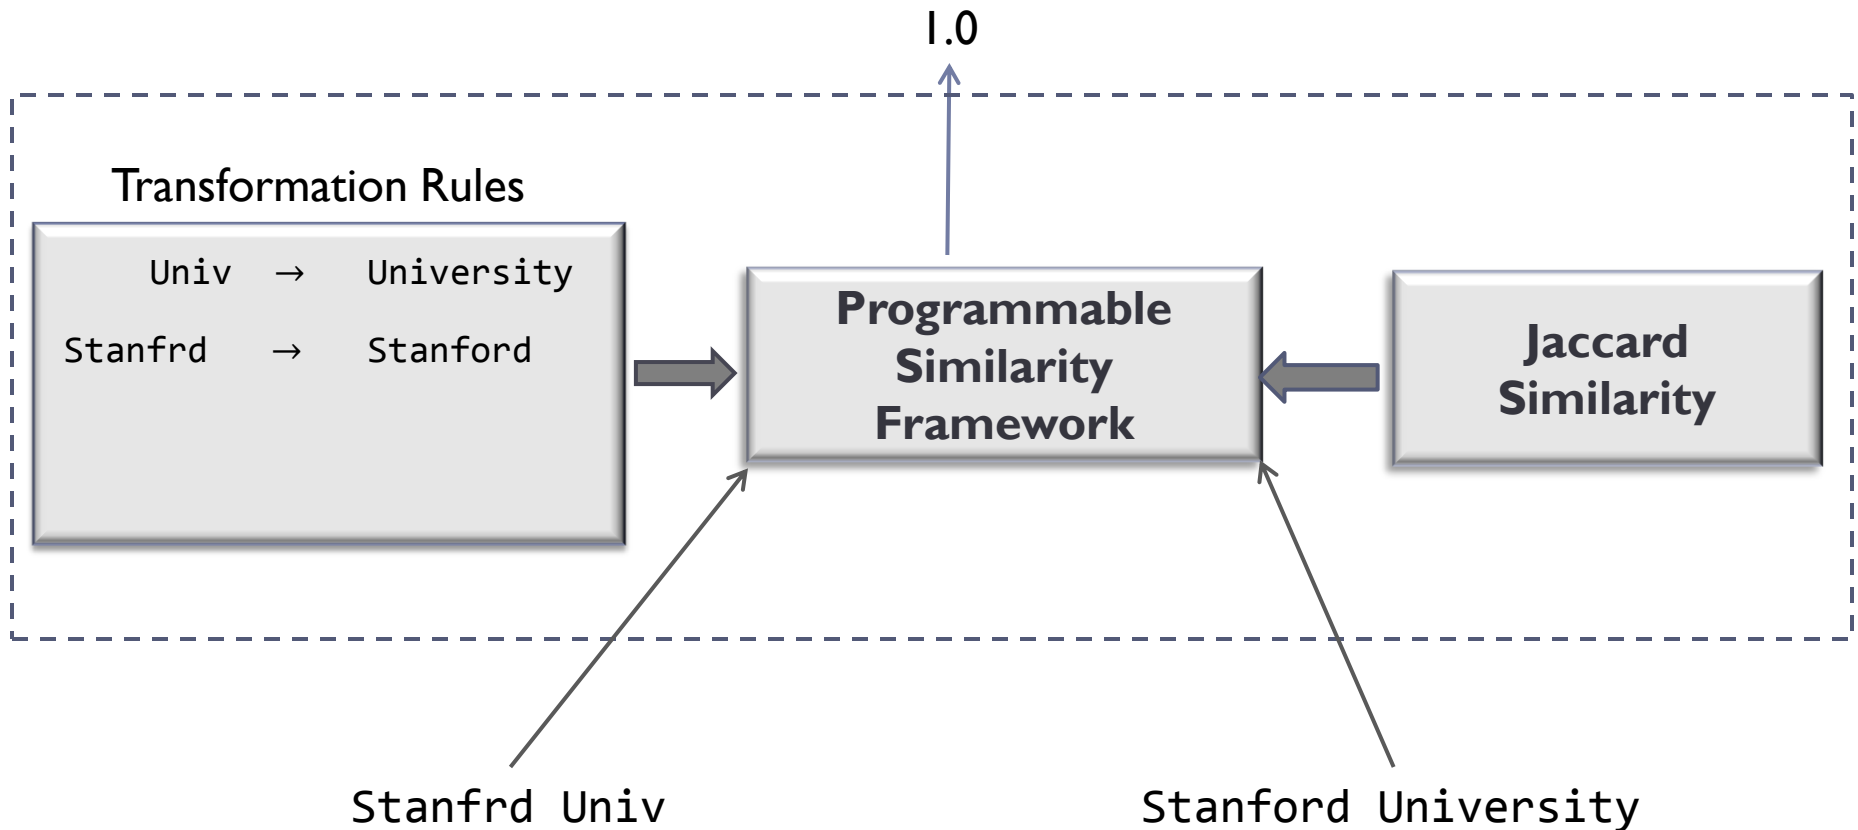 1.0
Transformation Rules
Univ → University
Stanfrd → Stanford
Programmable
Similarity
Framework
Jaccard
Similarity
Stanfrd Univ
Stanford University